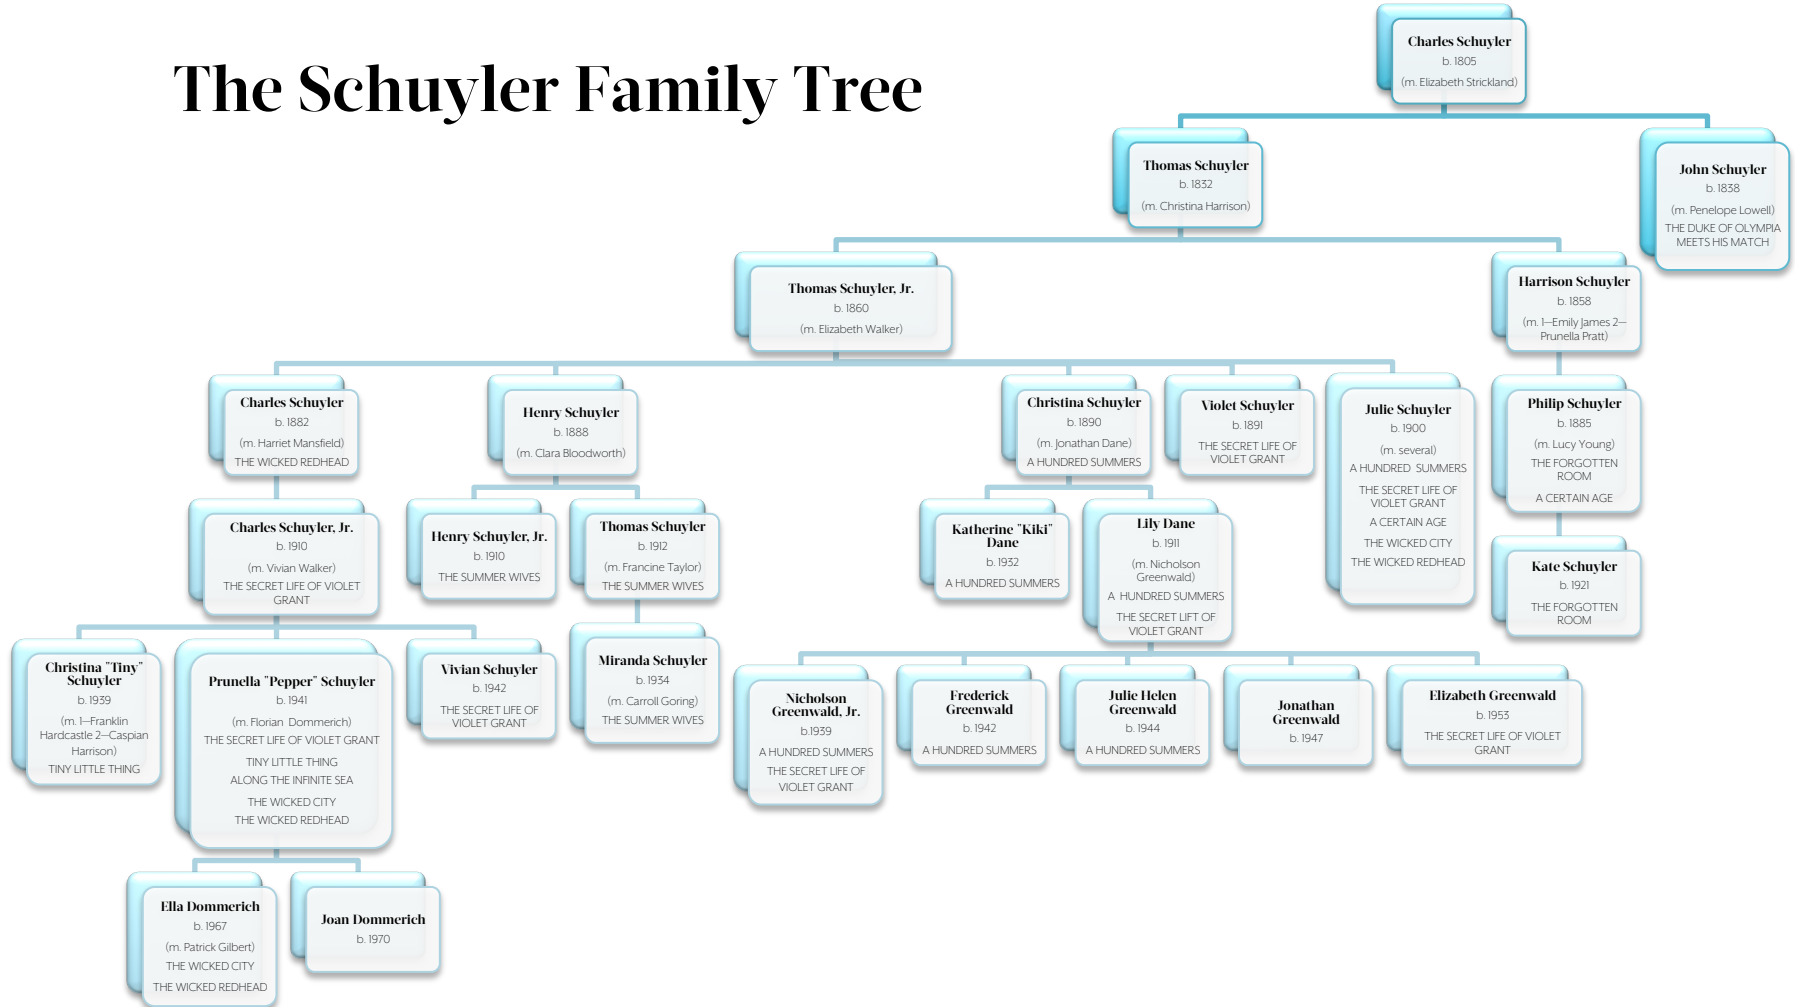 The Schuyler Family Tree
Charles Schuyler
b. 1805
(m. Elizabeth Strickland)
Thomas Schuyler
b. 1832
(m. Christina Harrison)
John Schuyler
b. 1838
(m. Penelope Lowell)
THE DUKE OF OLYMPIA
MEETS HIS MATCH
Thomas Schuyler, Jr.
b. 1860
(m. Elizabeth Walker)
Harrison Schuyler
b. 1858
(m. 1—Emily James 2—
Prunella Pratt)
Charles Schuyler
b. 1882
(m. Harriet Mansfield)
THE WICKED REDHEAD
Henry Schuyler
b. 1888
(m. Clara Bloodworth)
Christina Schuyler
b. 1890
(m. Jonathan Dane)
A HUNDRED SUMMERS
Violet Schuyler
b. 1891
THE SECRET LIFE OF
VIOLET GRANT
Julie Schuyler
b. 1900
(m. several)
A HUNDRED SUMMERS
THE SECRET LIFE OF
VIOLET GRANT
A CERTAIN AGE
THE WICKED CITY
THE WICKED REDHEAD
Philip Schuyler
b. 1885
(m. Lucy Young)
THE FORGOTTEN
ROOM
A CERTAIN AGE
Charles Schuyler, Jr.
b. 1910
(m. Vivian Walker)
THE SECRET LIFE OF VIOLET
GRANT
Henry Schuyler, Jr.
b. 1910
THE SUMMER WIVES
Thomas Schuyler
b. 1912
(m. Francine Taylor)
THE SUMMER WIVES
Katherine "Kiki"
Dane
b. 1932
A HUNDRED SUMMERS
Lily Dane
b. 1911
(m. Nicholson
Greenwald)
A HUNDRED SUMMERS
THE SECRET LIFT OF
VIOLET GRANT
Kate Schuyler
b. 1921
THE FORGOTTEN
ROOM
Christina "Tiny"
Schuyler
b. 1939
(m. 1—Franklin
Hardcastle 2—Caspian
Harrison)
TINY LITTLE THING
Prunella "Pepper" Schuyler
b. 1941
(m. Florian Dommerich)
THE SECRET LIFE OF VIOLET GRANT
TINY LITTLE THING
ALONG THE INFINITE SEA
THE WICKED CITY
THE WICKED REDHEAD
Vivian Schuyler
b. 1942
THE SECRET LIFE OF
VIOLET GRANT
Miranda Schuyler
b. 1934
(m. Carroll Goring)
THE SUMMER WIVES
Nicholson
Greenwald, Jr.
b.1939
A HUNDRED SUMMERS
THE SECRET LIFE OF
VIOLET GRANT
Frederick
Greenwald
b. 1942
A HUNDRED SUMMERS
Julie Helen
Greenwald
b. 1944
A HUNDRED SUMMERS
Jonathan
Greenwald
b. 1947
Elizabeth Greenwald
b. 1953
THE SECRET LIFE OF VIOLET
GRANT
Ella Dommerich
b. 1967
(m. Patrick Gilbert)
THE WICKED CITY
THE WICKED REDHEAD
Joan Dommerich
b. 1970